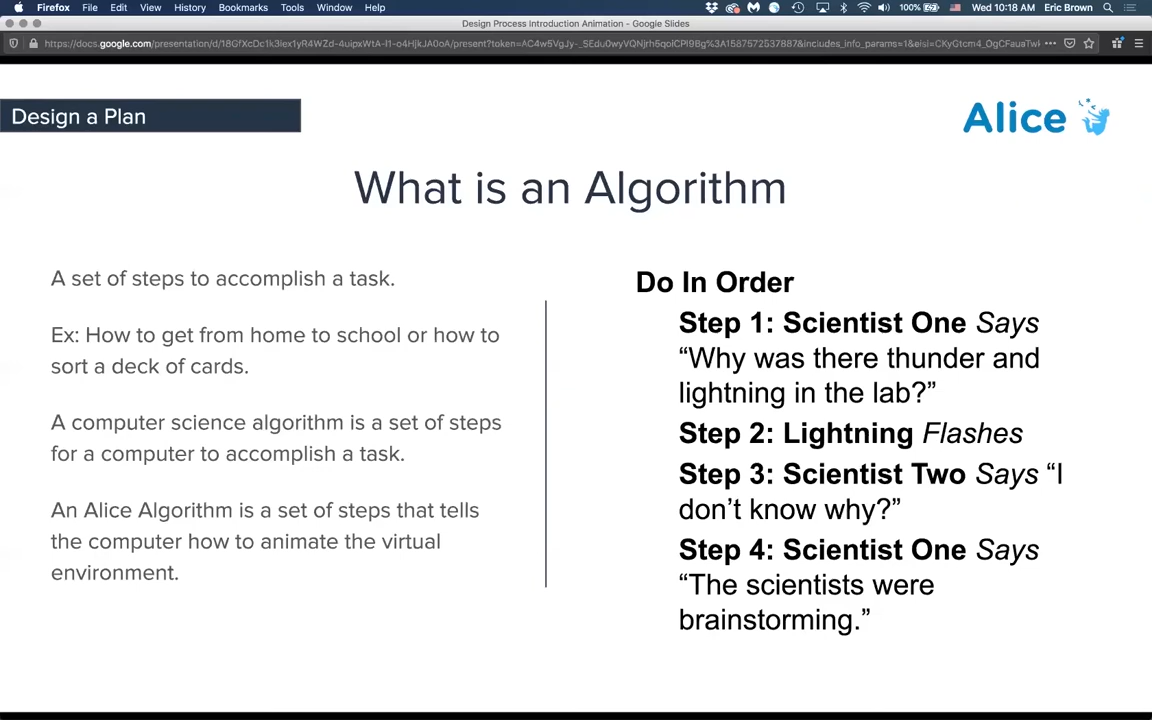 Firefox File Edit View History Bookmarks Tools Window Help 100% Wed 10:18 AM Eric Brown
Design Process Introduction Animation - Google Slides
Design a Plan
Alice
What is an Algorithm
A set of steps to accomplish a task.
Ex: How to get from home to school or how to
sort a deck of cards.
A computer science algorithm is a set of steps
for a computer to accomplish a task.
An Alice Algorithm is a set of steps that tells
the computer how to animate the virtual
environment.
Do In Order
Step 1: Scientist One Says
“Why was there thunder and
lightning in the lab?”
Step 2: Lightning Flashes
Step 3: Scientist Two Says “I
don’t know why?”
Step 4: Scientist One Says
“The scientists were
brainstorming.”